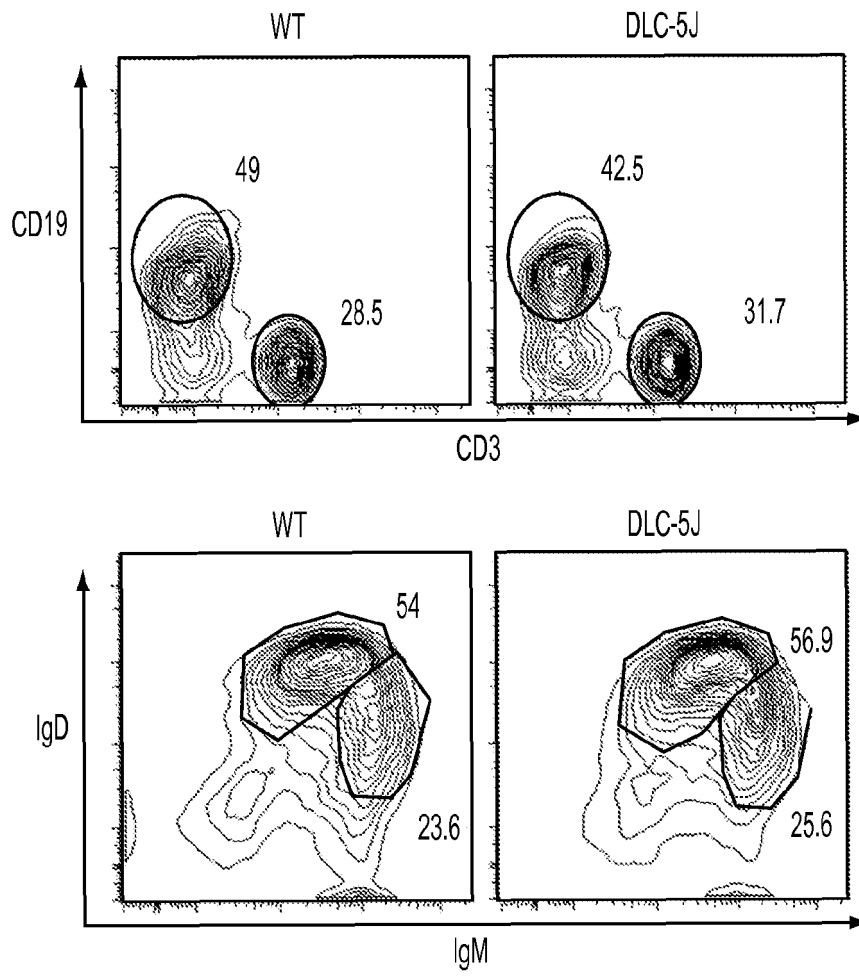 WT
DLC-5J
49
42.5
CD19
28.5
31.7
CD3
WT
DLC-5J
54
56.9
IgD
23.6
25.6
IgM